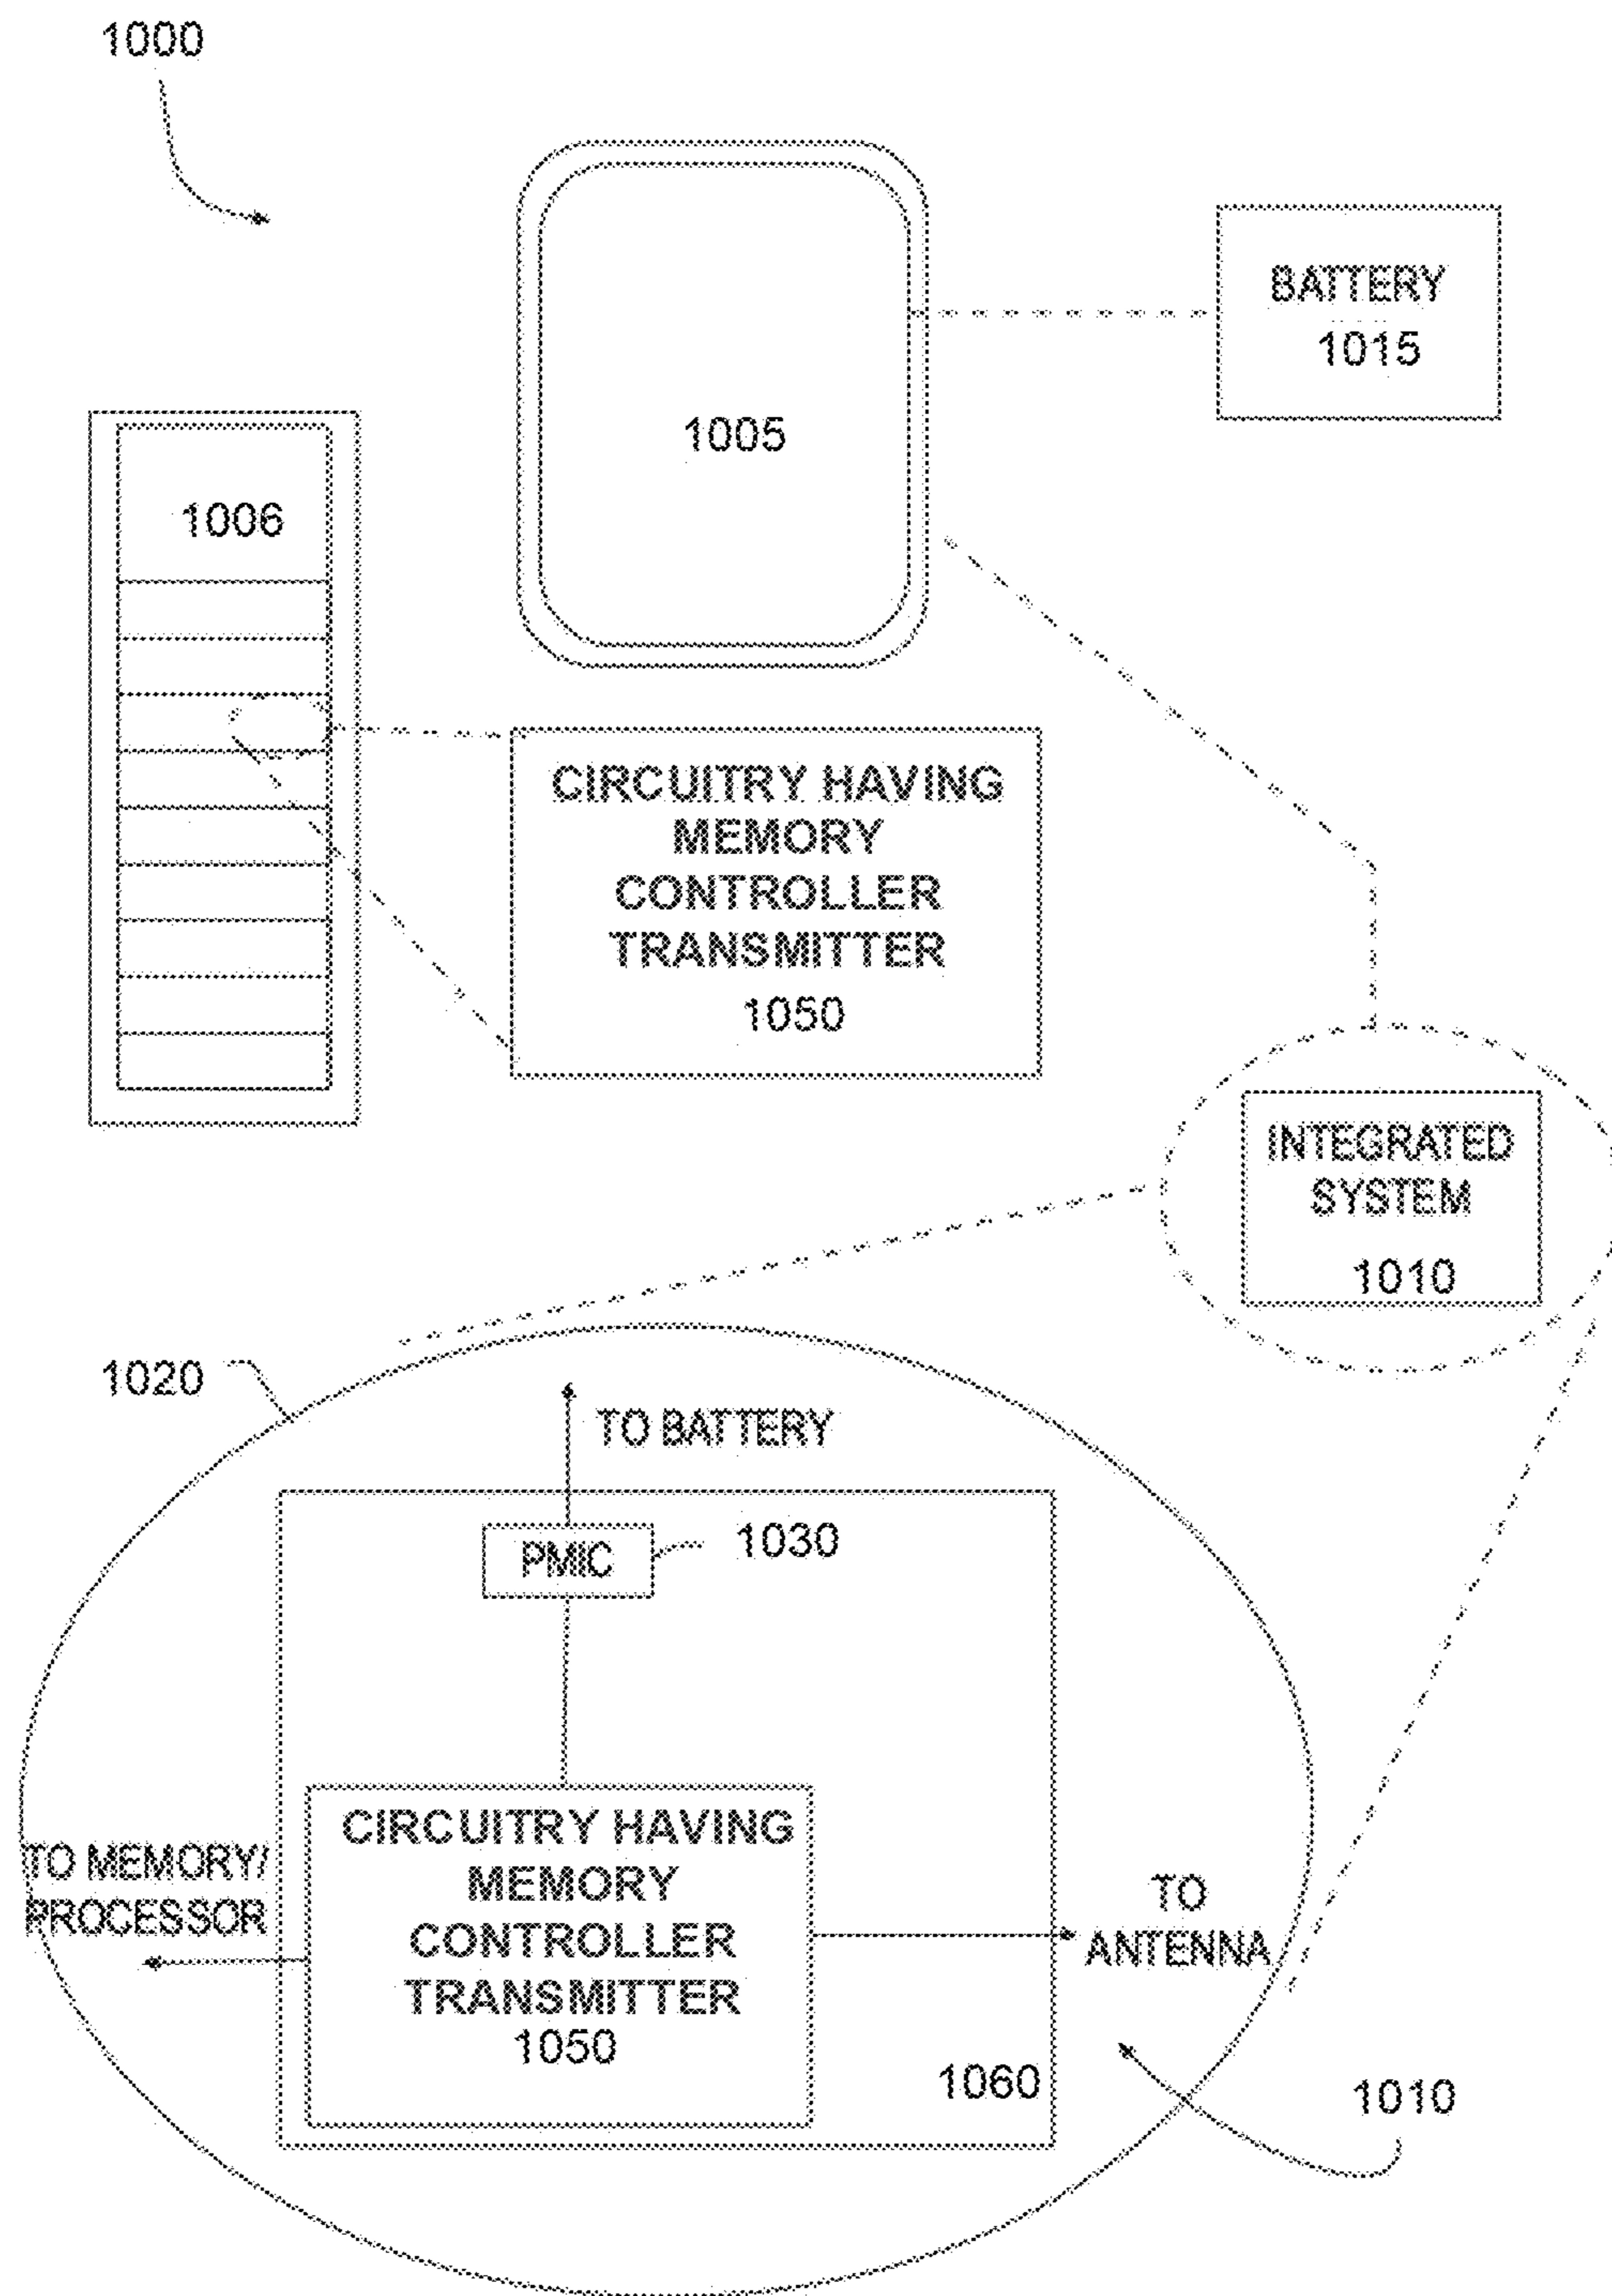 1000
BATTERY
1015
1005
1006
CIRCUITRY HAVING
MEMORY
CONTROLLER
TRANSMITTER
1050
INTEGRATED
SYSTEM
1010
1020
TO BATTERY
PMIC
1030
CIRCUITRY HAVING
MEMORY
CONTROLLER
TRANSMITTER
1050
TO MEMORY/
PROCESSOR
TO
ANTENNA
1060
1010